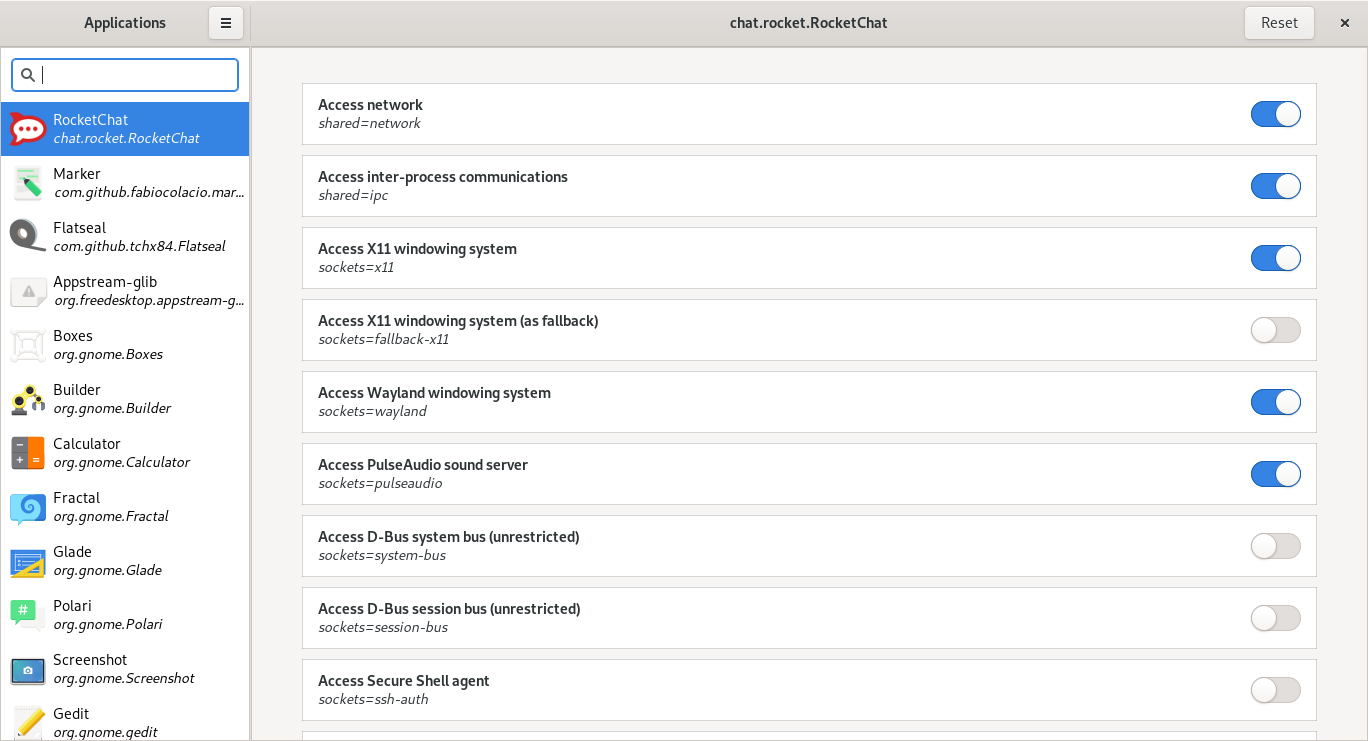 Applications
chat.rocket.RocketChat
Reset
RocketChat
chat.rocket.RocketChat
Marker
com.github.fabiocolacio.mar...
Flatseal
com.github.tchx84.Flatseal
Appstream-glib
org.freedesktop.appstream-g...
Boxes
org.gnome.Boxes
Builder
org.gnome.Builder
Calculator
org.gnome.Calculator
Fractal
org.gnome.Fractal
Glade
org.gnome.Glade
Polari
org.gnome.Polari
Screenshot
org.gnome.Screenshot
Gedit
org.gnome.gedit
Access network
shared=network
Access inter-process communications
shared=ipc
Access X11 windowing system
sockets=x11
Access X11 windowing system (as fallback)
sockets=fallback-x11
Access Wayland windowing system
sockets=wayland
Access PulseAudio sound server
sockets=pulseaudio
Access D-Bus system bus (unrestricted)
sockets=system-bus
Access D-Bus session bus (unrestricted)
sockets=session-bus
Access Secure Shell agent
sockets=ssh-auth